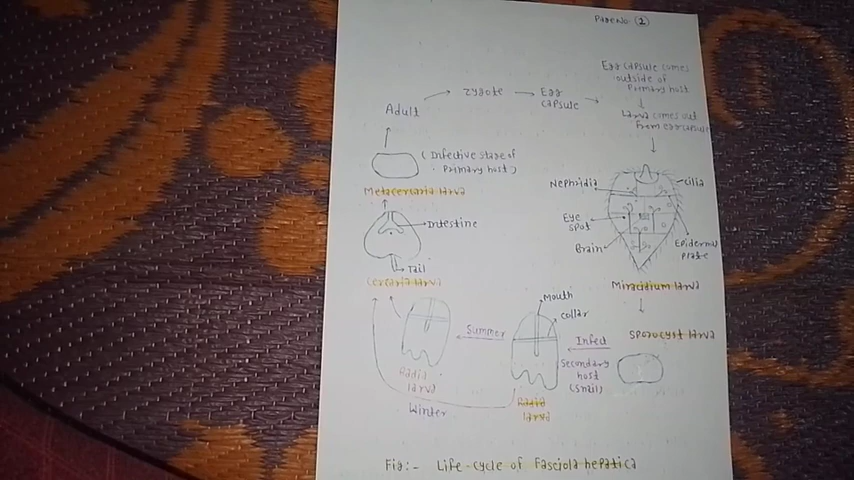 Page No (2)
Egg capsule comes
outside of
Primary host
Larva comes out
from egg capsule
Adult
zygote
Egg
capsule
(Infective stage of
Primary host)
Metacercaria larva
Nephridia
cilia
Eye
spot
Brain
Epidermal
plate
Miracidium larva
Intestine
Tail
Cercaria larva
Mouth
collar
Summer
Infect
Secondary
host
(snail)
Sporocyst larva
Radia
larva
Winter
Radia
larva
Fig:- Life-cycle of Fasciola hepatica